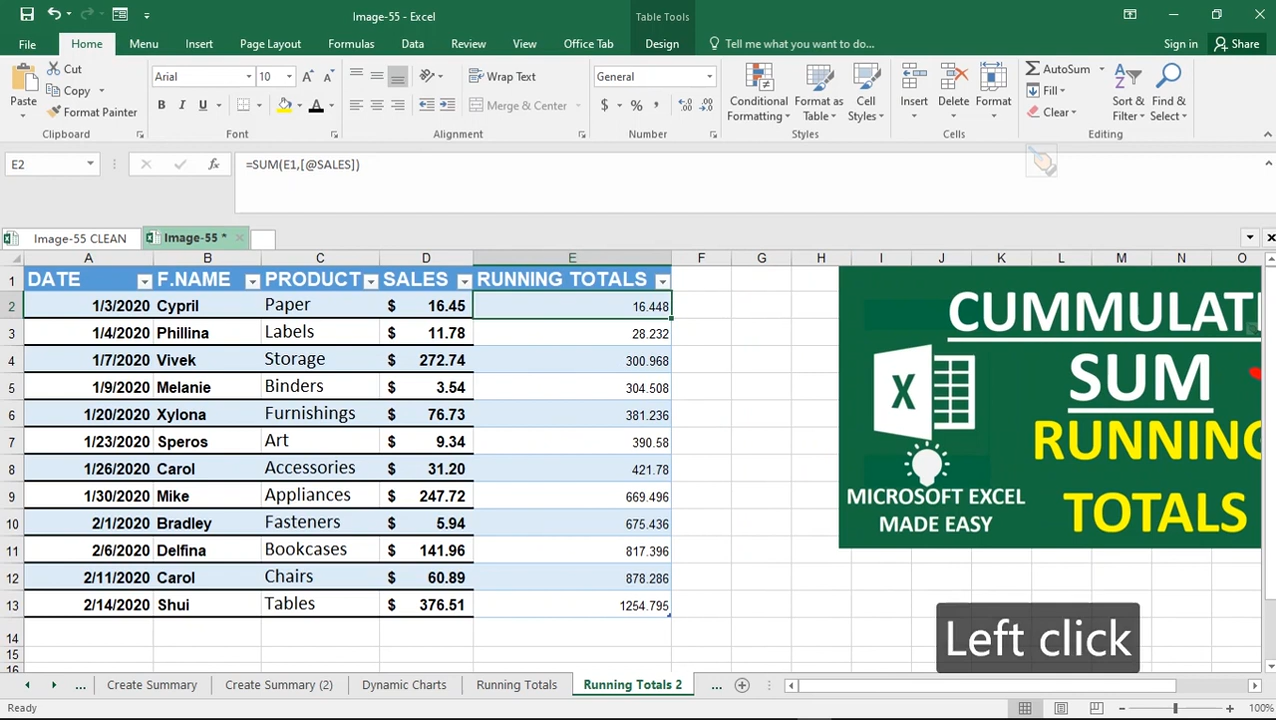 Image-55 - Excel
Table Tools
File Home Menu Insert Page Layout Formulas Data Review View Office Tab Design Tell me what you want to do... Sign in Share
Cut
Copy
Format Painter
Paste
Clipboard
Arial 10
B I U
Font
Wrap Text
Merge & Center
Alignment
General
$ % ,
Number
Conditional Formatting
Format as Table
Cell Styles
Styles
Insert Delete Format
Cells
AutoSum
Fill
Clear
Sort & Filter
Find & Select
Editing
E2 fx =SUM(E1,[@SALES])
Image-55 CLEAN Image-55 *
A B C D E F G H I J K L M N O
1 DATE F.NAME PRODUCT SALES RUNNING TOTALS
2 1/3/2020 Cypril Paper $ 16.45 16.448
3 1/4/2020 Phillina Labels $ 11.78 28.232
4 1/7/2020 Vivek Storage $ 272.74 300.968
5 1/9/2020 Melanie Binders $ 3.54 304.508
6 1/20/2020 Xylona Furnishings $ 76.73 381.236
7 1/23/2020 Speros Art $ 9.34 390.58
8 1/26/2020 Carol Accessories $ 31.20 421.78
9 1/30/2020 Mike Appliances $ 247.72 669.496
10 2/1/2020 Bradley Fasteners $ 5.94 675.436
11 2/6/2020 Delfina Bookcases $ 141.96 817.396
12 2/11/2020 Carol Chairs $ 60.89 878.286
13 2/14/2020 Shui Tables $ 376.51 1254.795
14
15
16
CUMMULATI
SUM
RUNNING
TOTALS
X
MICROSOFT EXCEL
MADE EASY
Left click
... Create Summary Create Summary (2) Dynamic Charts Running Totals Running Totals 2 ...
Ready
100%